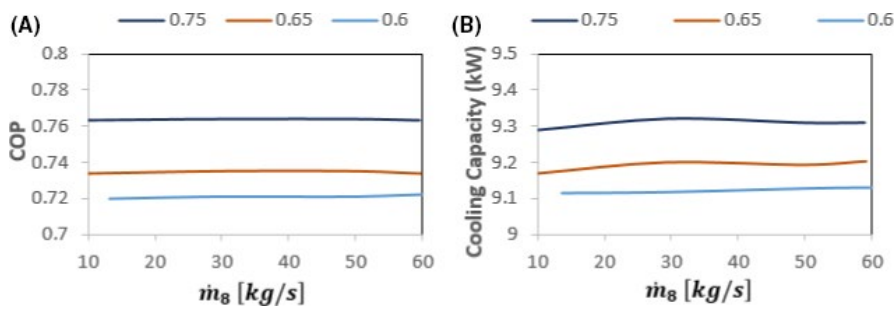 (A)
0.75 0.65 0.6
0.8
0.78
0.76
0.74
0.72
0.7
COP
10 20 30 40 50 60
ṁ₈ [kg/s]
(B)
0.75 0.65 0.6
9.5
9.4
9.3
9.2
9.1
9
Cooling Capacity (kW)
10 20 30 40 50 60
ṁ₈ [kg/s]